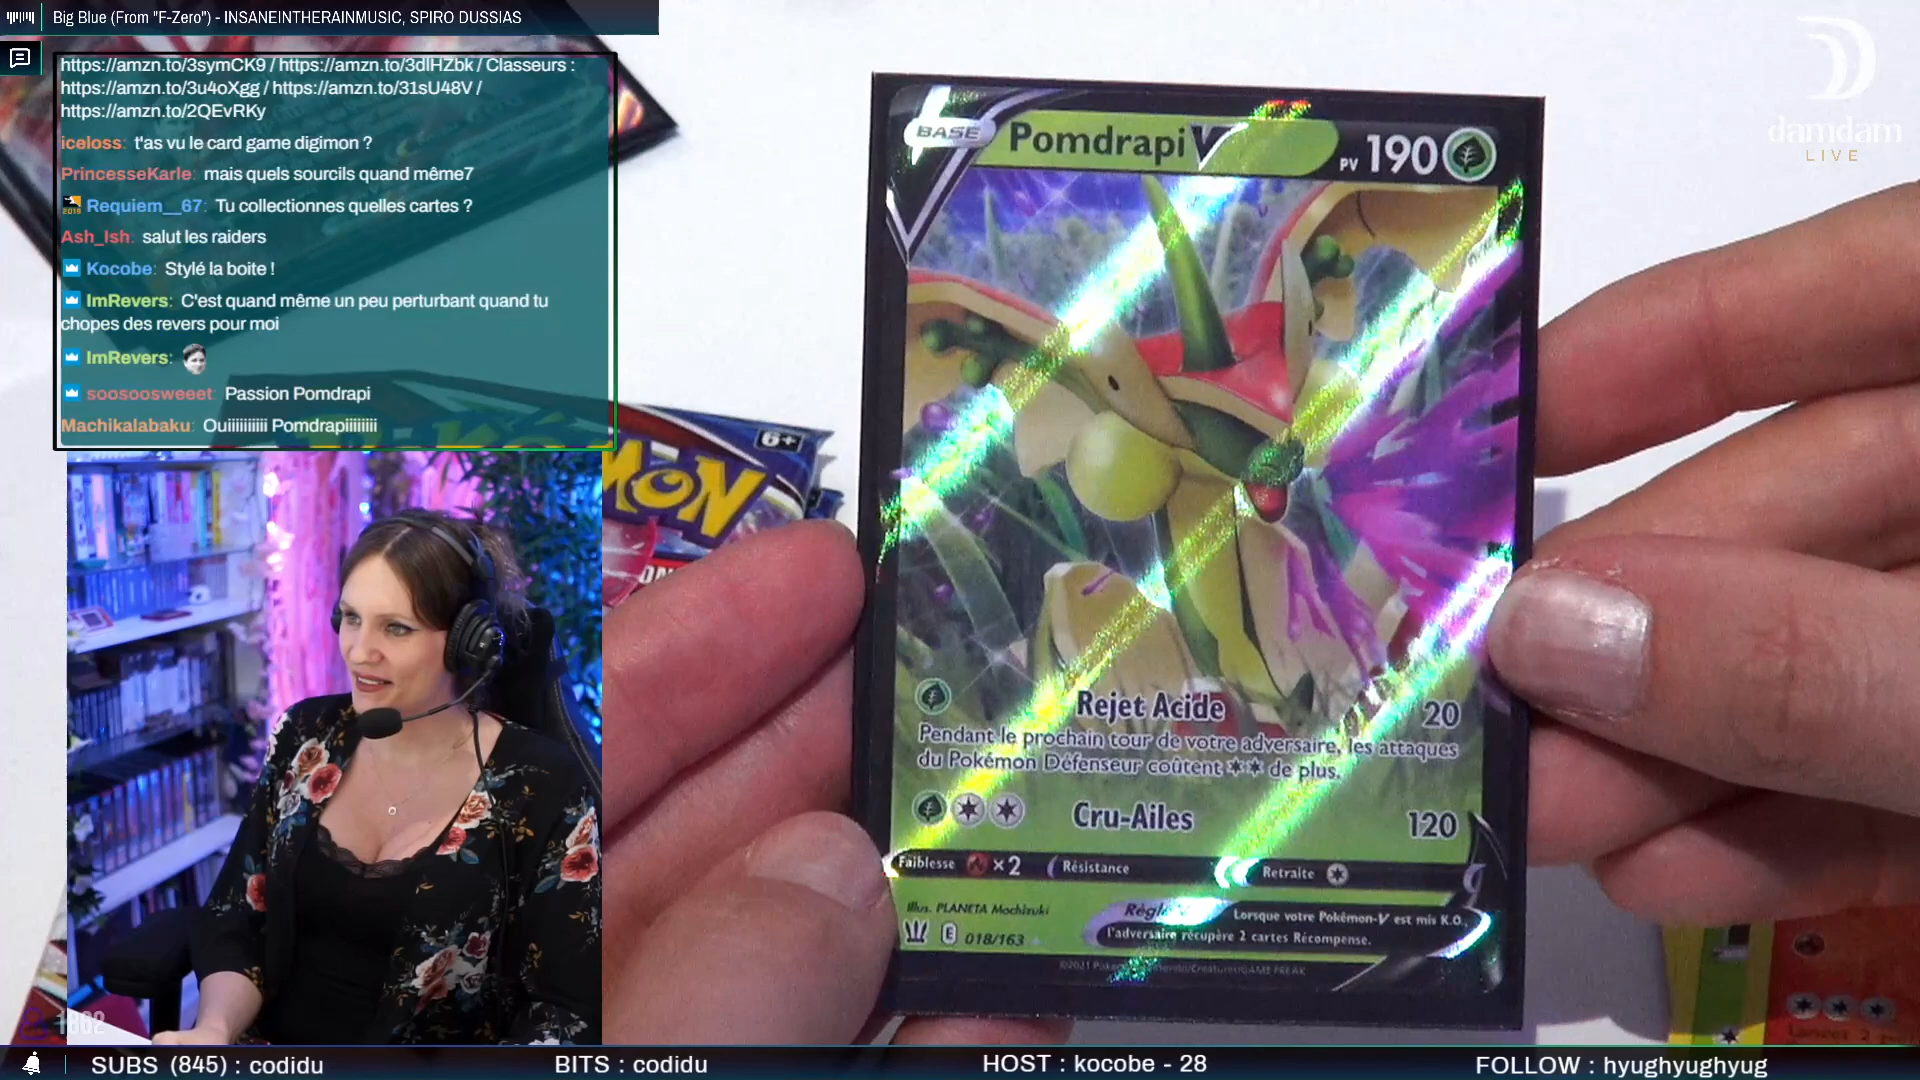 Big Blue (From "F-Zero") - INSANEINTHERAINMUSIC, SPIRO DUSSIAS
https://amzn.to/3symCK9 / https://amzn.to/3dlHZbk / Classeurs :
https://amzn.to/3u4oXgg / https://amzn.to/31sU48V /
https://amzn.to/2QEvRKy
iceloss: t'as vu le card game digimon ?
PrincesseKarle: mais quels sourcils quand même7
Requiem__67: Tu collectionnes quelles cartes ?
Ash_Ish: salut les raiders
Kocobe: Stylé la boite !
ImRevers: C'est quand même un peu perturbant quand tu
chopes des revers pour moi
ImRevers:
soosoosweeet: Passion Pomdrapi
Machikalabaku: Ouiiiiiiiiii Pomdrapiiiiiiii
6+
damdam
LIVE
BASE Pomdrapi V PV 190
Rejet Acide 20
Pendant le prochain tour de votre adversaire, les attaques
du Pokémon Défenseur coûtent de plus.
Cru-Ailes 120
Faiblesse ×2 Résistance Retraite
Illus. PLANETA Mochizuki
E 018/163
Lorsque votre Pokémon-V est mis K.O.,
l'adversaire récupère 2 cartes Récompense.
1802
SUBS (845) : codidu BITS : codidu HOST : kocobe - 28 FOLLOW : hyughyughyug